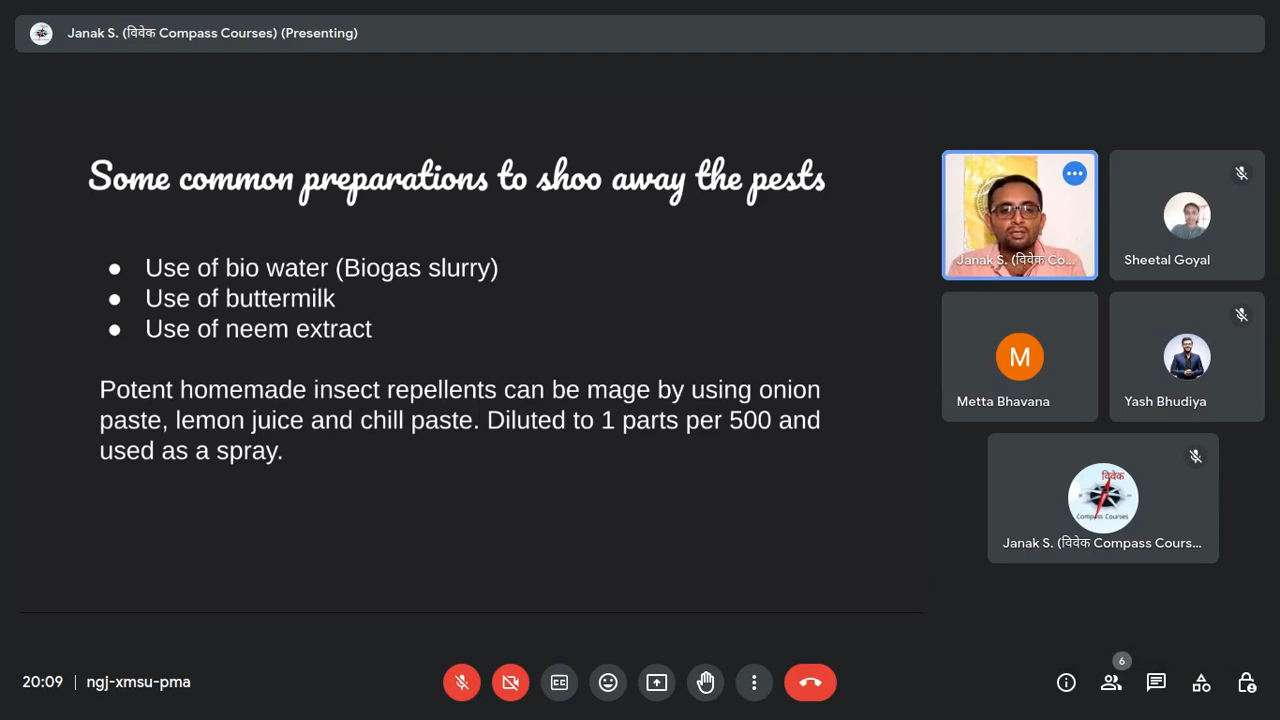 Janak S. (विवेक Compass Courses) (Presenting)
Some common preparations to shoo away the pests
● Use of bio water (Biogas slurry)
● Use of buttermilk
● Use of neem extract
Potent homemade insect repellents can be mage by using onion
paste, lemon juice and chill paste. Diluted to 1 parts per 500 and
used as a spray.
Janak S. (विवेक Co...
Sheetal Goyal
M
Metta Bhavana
Yash Bhudiya
विवेक
Compass Courses
Janak S. (विवेक Compass Cours...
20:09 | ngj-xmsu-pma
CC
6